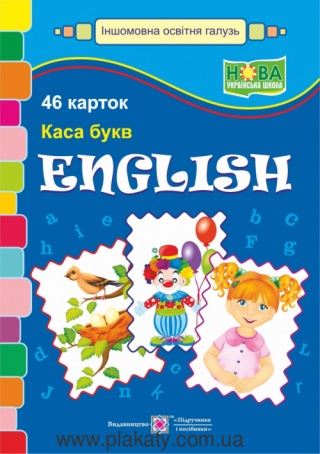 Іншомовна освітня галузь
НОВА
УКРАЇНСЬКА ШКОЛА
46 карток
Каса букв
ENGLISH
Видавництво «Підручники
і посібники»
www.plakaty.com.ua